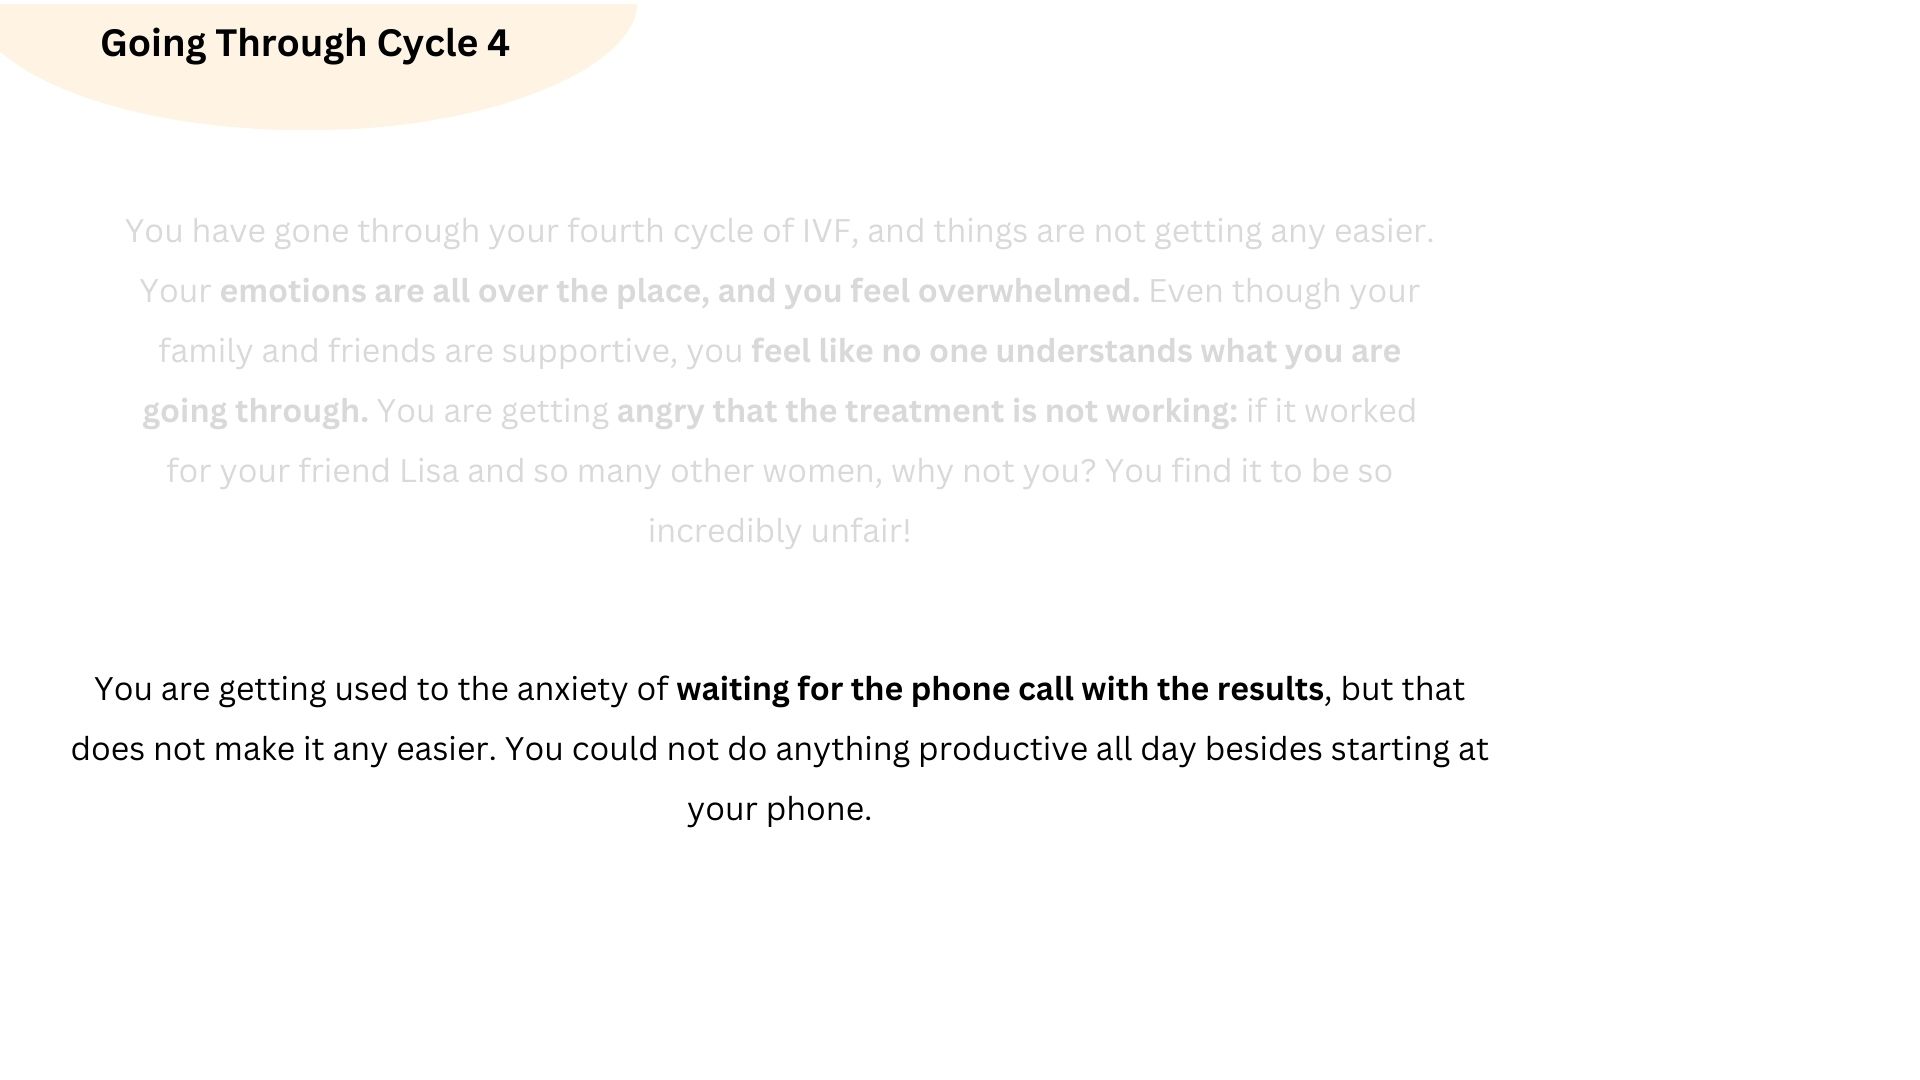 Going Through Cycle 4
You have gone through your fourth cycle of IVF, and things are not getting any easier.
Your emotions are all over the place, and you feel overwhelmed. Even though your
family and friends are supportive, you feel like no one understands what you are
going through. You are getting angry that the treatment is not working: if it worked
for your friend Lisa and so many other women, why not you? You find it to be so
incredibly unfair!
You are getting used to the anxiety of waiting for the phone call with the results, but that
does not make it any easier. You could not do anything productive all day besides starting at
your phone.